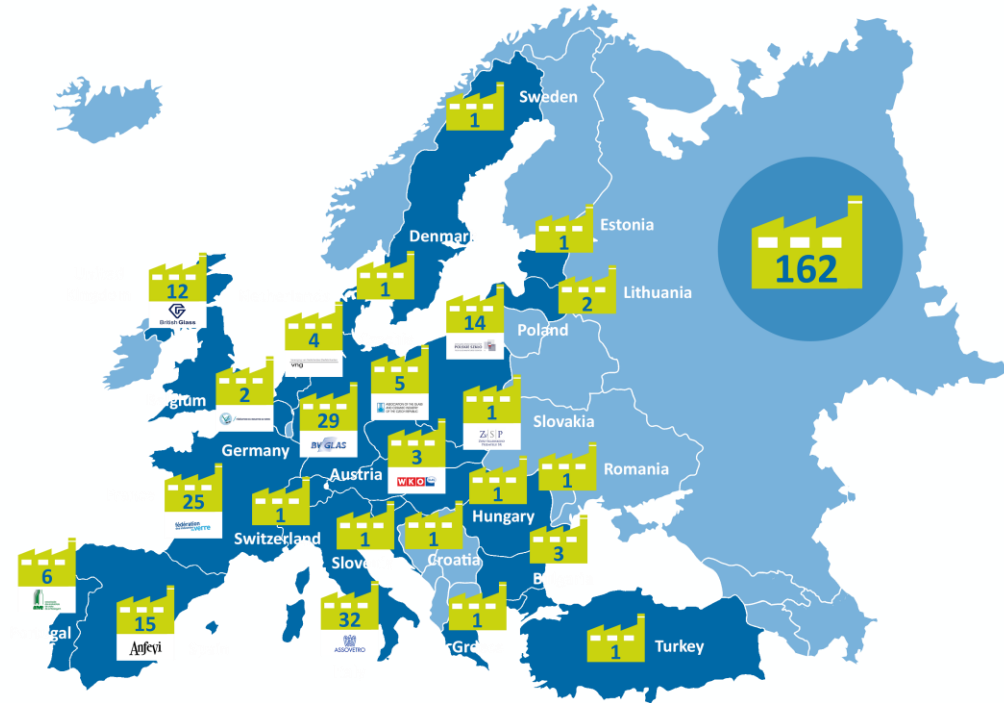 Sweden
1
Estonia
1
Denmar
1
162
12
British Glass
2
Lithuania
14
Poland
4
vng
5
2
gium
29
BV GLAS
1
Slovakia
Germany
3
WKO
Austria
1
Romania
25
fédération
verre
1
Hungary
1
Switzerland
1
1
Croatia
3
B
Slove
6
gal
15
Anfevi
32
ASSOVETRO
1
Gre
1
Turkey